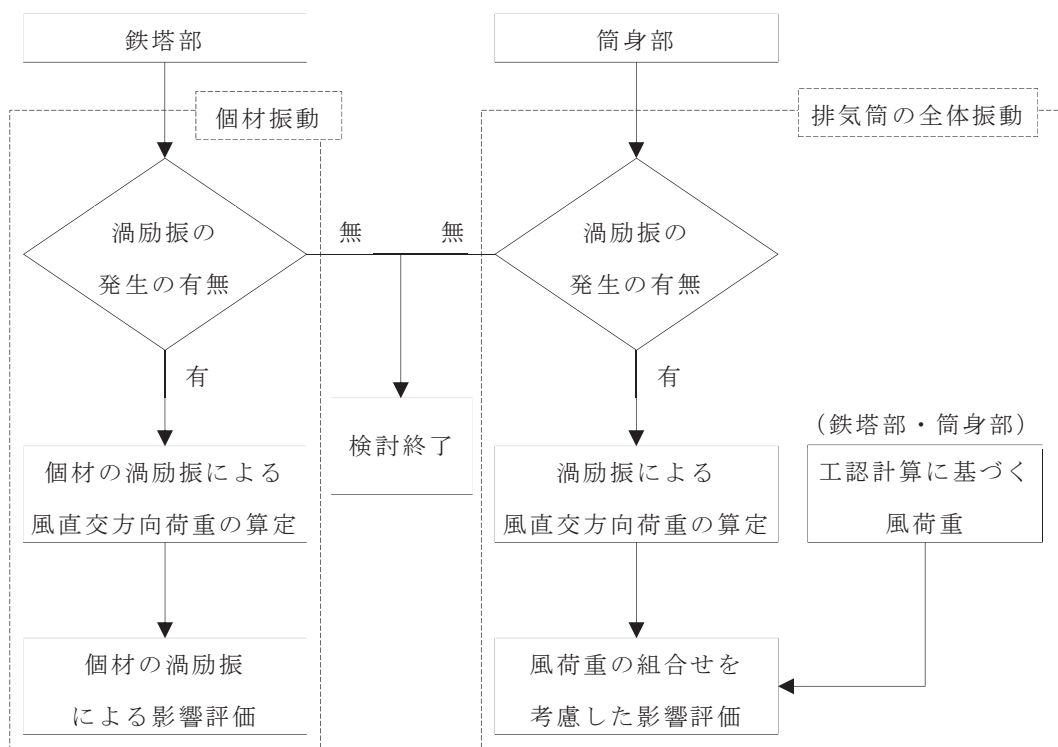 鉄塔部
筒身部
個材振動
排気筒の全体振動
渦励振の
発生の有無
無
無
渦励振の
発生の有無
有
有
検討終了
(鉄塔部・筒身部)
個材の渦励振による
風直交方向荷重の算定
渦励振による
風直交方向荷重の算定
工認計算に基づく
風荷重
個材の渦励振
による影響評価
風荷重の組合せを
考慮した影響評価